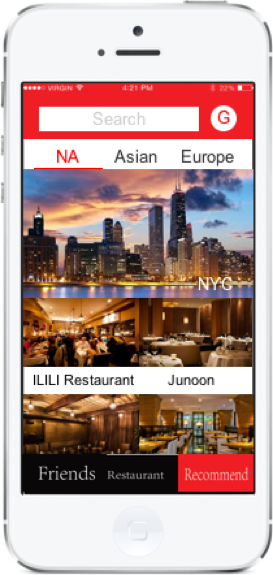 VIRGIN 4:21 PM 22%
Search G
NA Asian Europe
NYC
ILILI Restaurant Junoon
Friends Restaurant Recommend